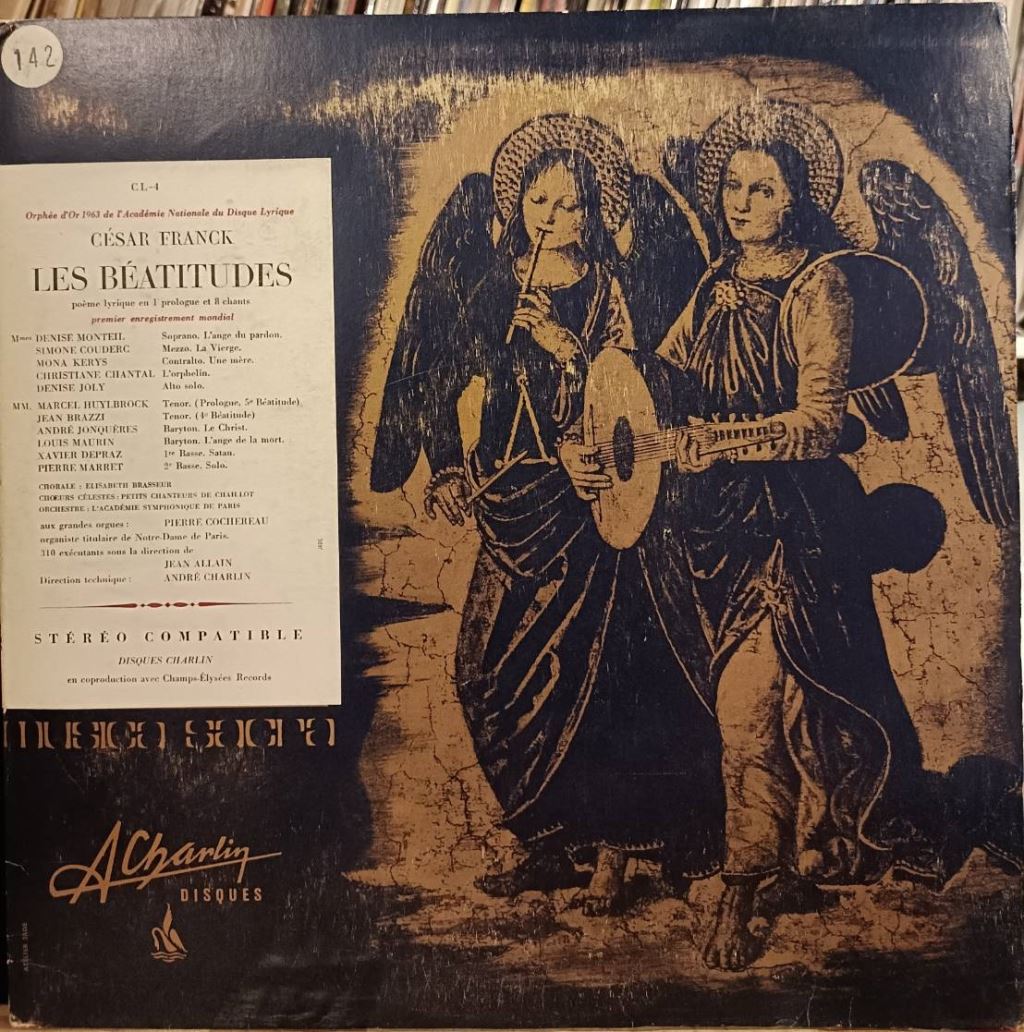 142
CL-4
Orphée d'Or 1963 de l'Académie Nationale du Disque Lyrique
CÉSAR FRANCK
LES BÉATITUDES
poème lyrique en 1 prologue et 8 chants
premier enregistrement mondial
Mmes DENISE MONTEIL Soprano. L'ange du pardon.
SIMONE COUDERC Mezzo. La Vierge.
MONA KERYS Contralto. Une mère.
CHRISTIANE CHANTAL L'orphelin.
DENISE JOLY Alto solo.
MM. MARCEL HUYLBROCK Tenor. (Prologue, 5e Béatitude)
JEAN BRAZZI Tenor. (4e Béatitude)
ANDRÉ JONQUÈRES Baryton. Le Christ.
LOUIS MAURIN Baryton. L'ange de la mort.
XAVIER DEPRAZ 1re Basse. Satan.
PIERRE MARRET 2e Basse. Solo.
CHORALE : ELISABETH BRASSEUR
CHŒURS CÉLESTES : PETITS CHANTEURS DE CHAILLOT
ORCHESTRE : L'ACADÉMIE SYMPHONIQUE DE PARIS
aux grandes orgues : PIERRE COCHEREAU
organiste titulaire de Notre-Dame de Paris.
310 exécutants sous la direction de
JEAN ALLAIN
Direction technique : ANDRÉ CHARLIN
STÉRÉO COMPATIBLE
DISQUES CHARLIN
en coproduction avec Champs-Élysées Records
musica sacra
ACharlin
DISQUES